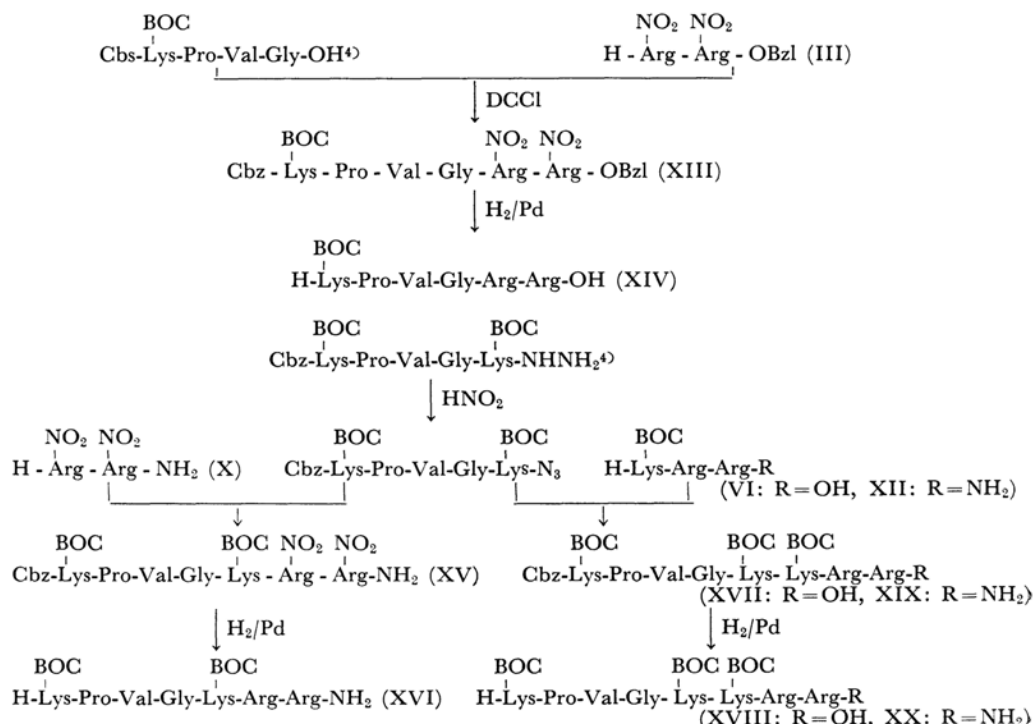 BOC
Cbs-Lys-Pro-Val-Gly-OH⁴⁾
NO₂ NO₂
H - Arg - Arg - OBzl (III)
DCCl
BOC NO₂ NO₂
Cbz - Lys - Pro - Val - Gly - Arg - Arg - OBzl (XIII)
H₂/Pd
BOC
H-Lys-Pro-Val-Gly-Arg-Arg-OH (XIV)
BOC BOC
Cbz-Lys-Pro-Val-Gly-Lys-NHNH₂⁴⁾
HNO₂
NO₂ NO₂
H - Arg - Arg - NH₂ (X)
BOC BOC
Cbz-Lys-Pro-Val-Gly-Lys-N₃
BOC
H-Lys-Arg-Arg-R
(VI: R=OH, XII: R=NH₂)
BOC BOC NO₂ NO₂
Cbz-Lys-Pro-Val-Gly- Lys - Arg - Arg-NH₂ (XV)
BOC BOC BOC
Cbz-Lys-Pro-Val-Gly-Lys-Lys-Arg-Arg-R
(XVII: R=OH, XIX: R=NH₂)
H₂/Pd
H₂/Pd
BOC BOC
H-Lys-Pro-Val-Gly-Lys-Arg-Arg-NH₂ (XVI)
BOC BOC BOC
H-Lys-Pro-Val-Gly- Lys- Lys-Arg-Arg-R
(XVIII: R=OH, XX: R=NH₂)